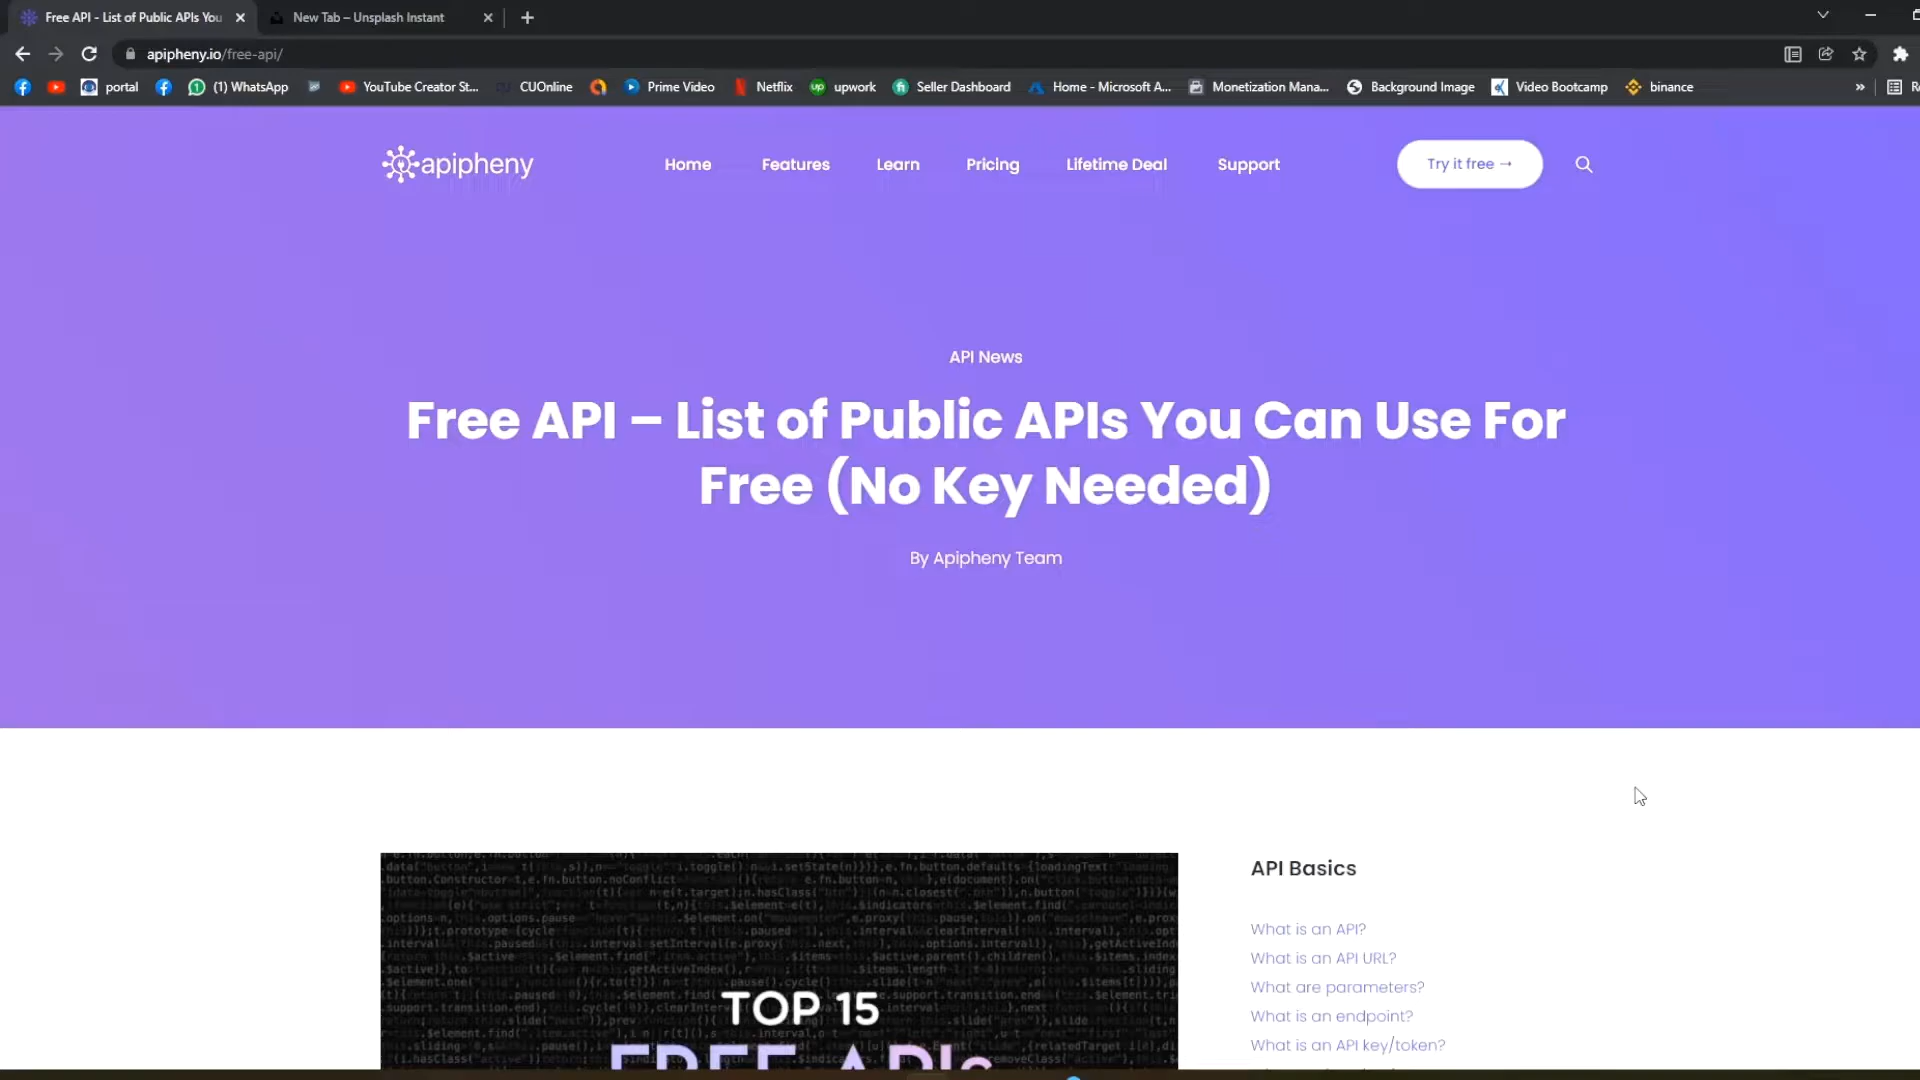 Free API - List of Public APIs You
New Tab – Unsplash Instant
apipheny.io/free-api/
portal
(1) WhatsApp
YouTube Creator St...
CUOnline
Prime Video
Netflix
up upwork
Seller Dashboard
Home - Microsoft A...
Monetization Mana...
Background Image
Video Bootcamp
binance
»
apipheny
Home
Features
Learn
Pricing
Lifetime Deal
Support
Try it free →
API News
Free API – List of Public APIs You Can Use For
Free (No Key Needed)
By Apipheny Team
TOP 15
FREE APIs
API Basics
What is an API?
What is an API URL?
What are parameters?
What is an endpoint?
What is an API key/token?